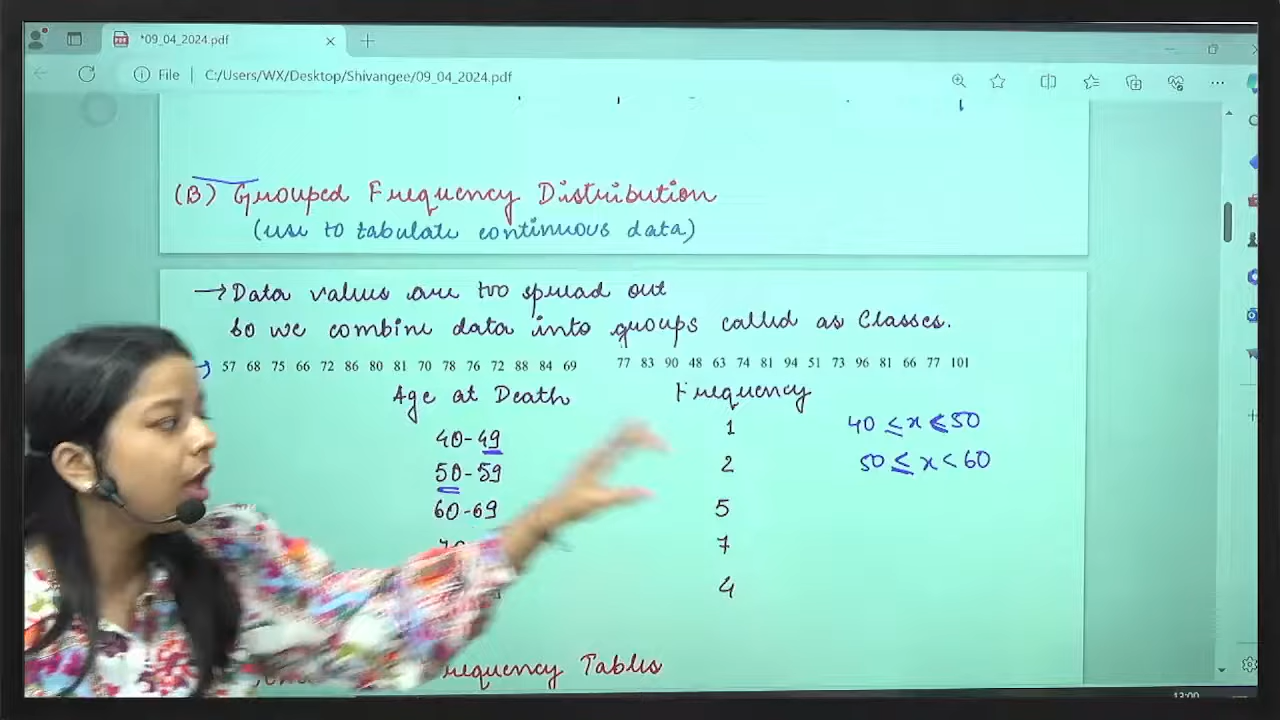 *09_04_2024.pdf
File C:/Users/WX/Desktop/Shivangee/09_04_2024.pdf
(B) Grouped Frequency Distribution
(use to tabulate continuous data)
→ Data values are too spread out
so we combine data into groups called as Classes.
57 68 75 66 72 86 80 81 70 78 76 72 88 84 69 77 83 90 48 63 74 81 94 51 73 96 81 66 77 101
Age at Death Frequency
40-49 1 40 ≤ x < 50
50-59 2 50 ≤ x < 60
60-69 5
7
4
requency Tables
13:00